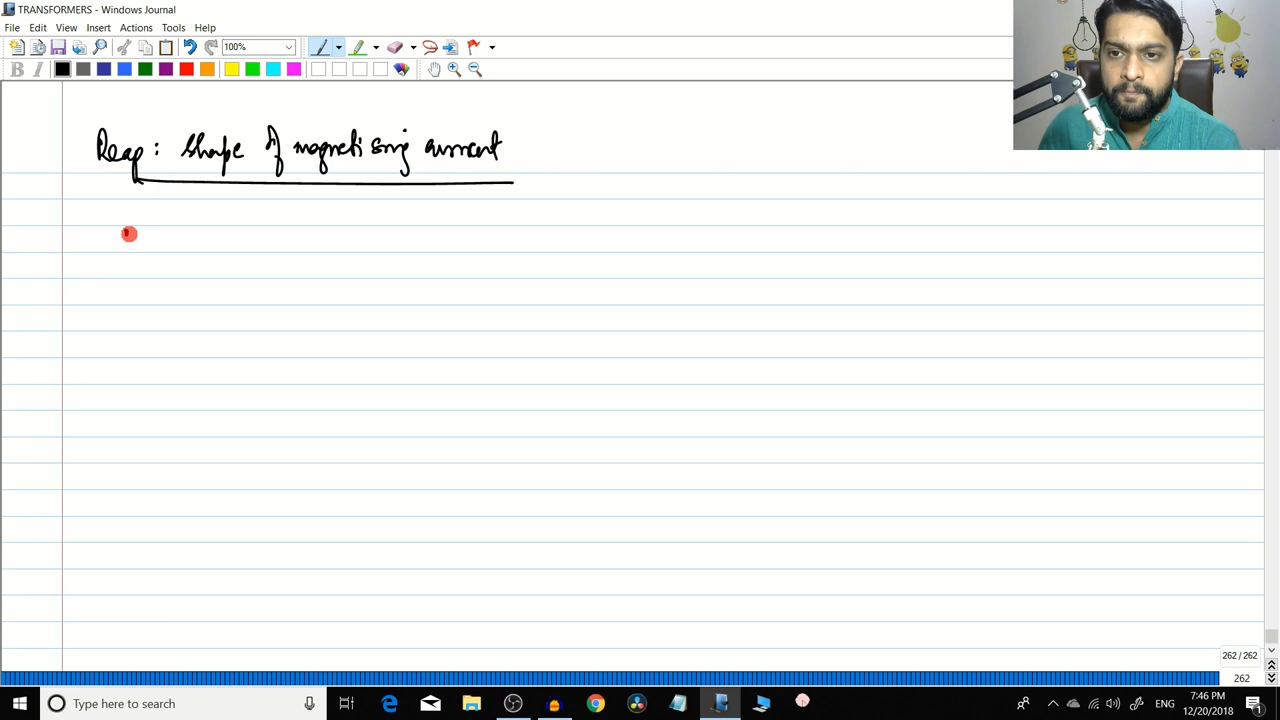 TRANSFORMERS - Windows Journal
File Edit View Insert Actions Tools Help
100%
B I
Recap: Shape of magnetising current
262 / 262
262
Type here to search
ENG
7:46 PM
12/20/2018
1